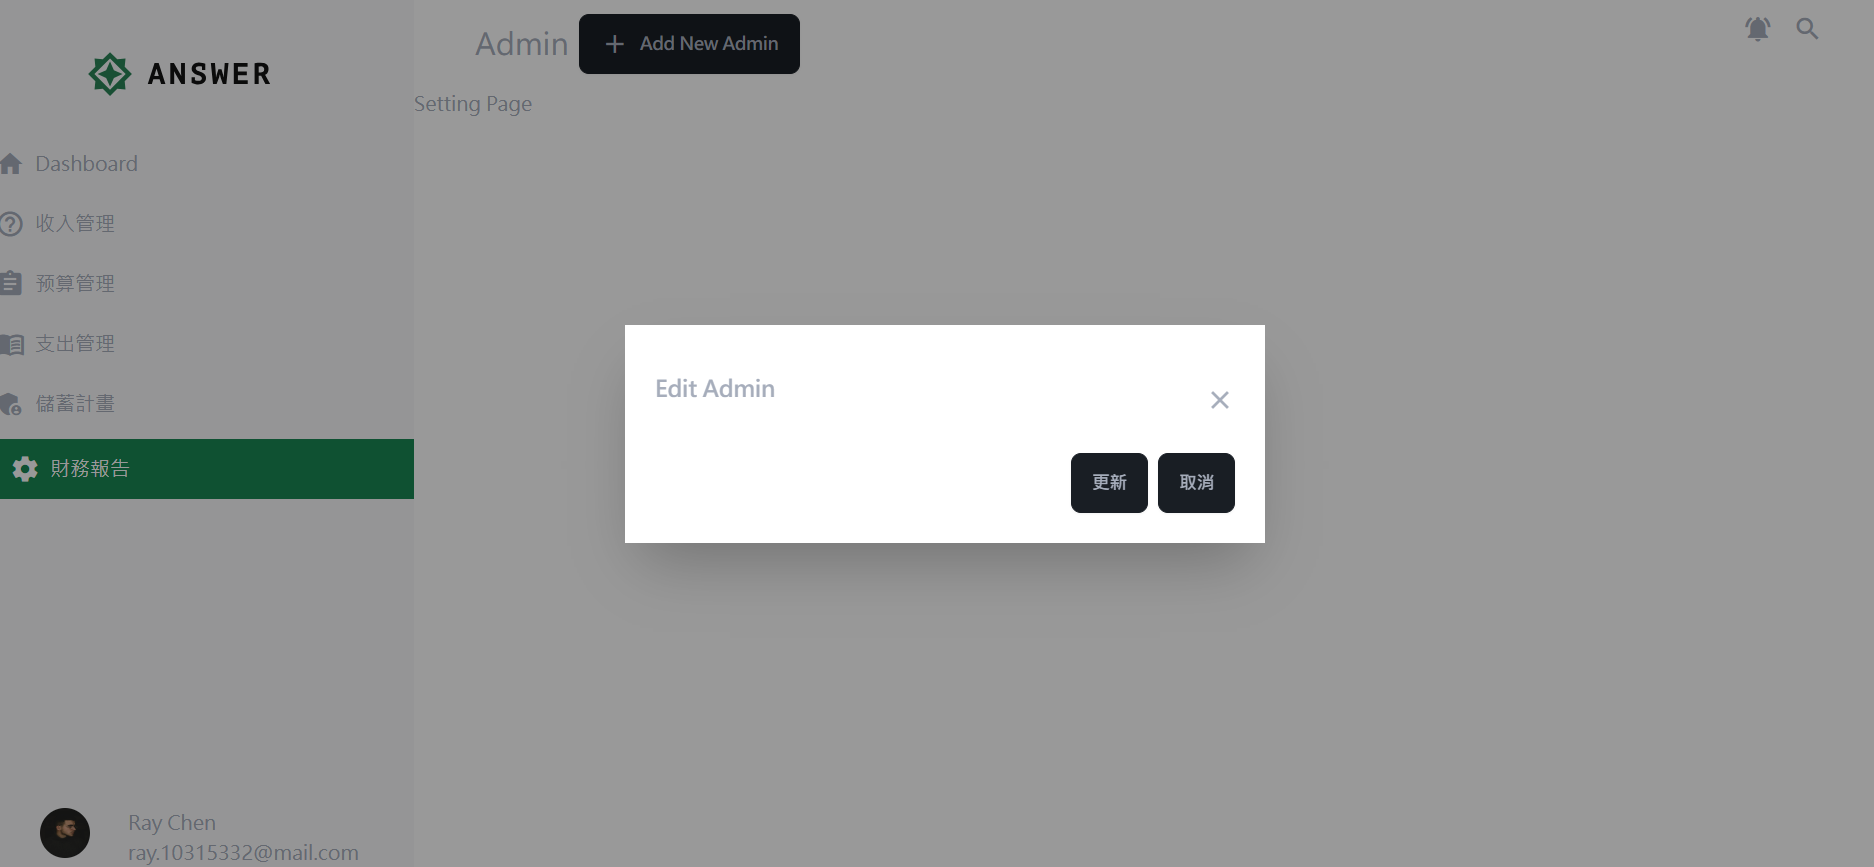 ANSWER
Dashboard
收入管理
预算管理
支出管理
儲蓄計畫
財務報告
Ray Chen
ray.10315332@mail.com
Admin
Add New Admin
Setting Page
Edit Admin
更新
取消